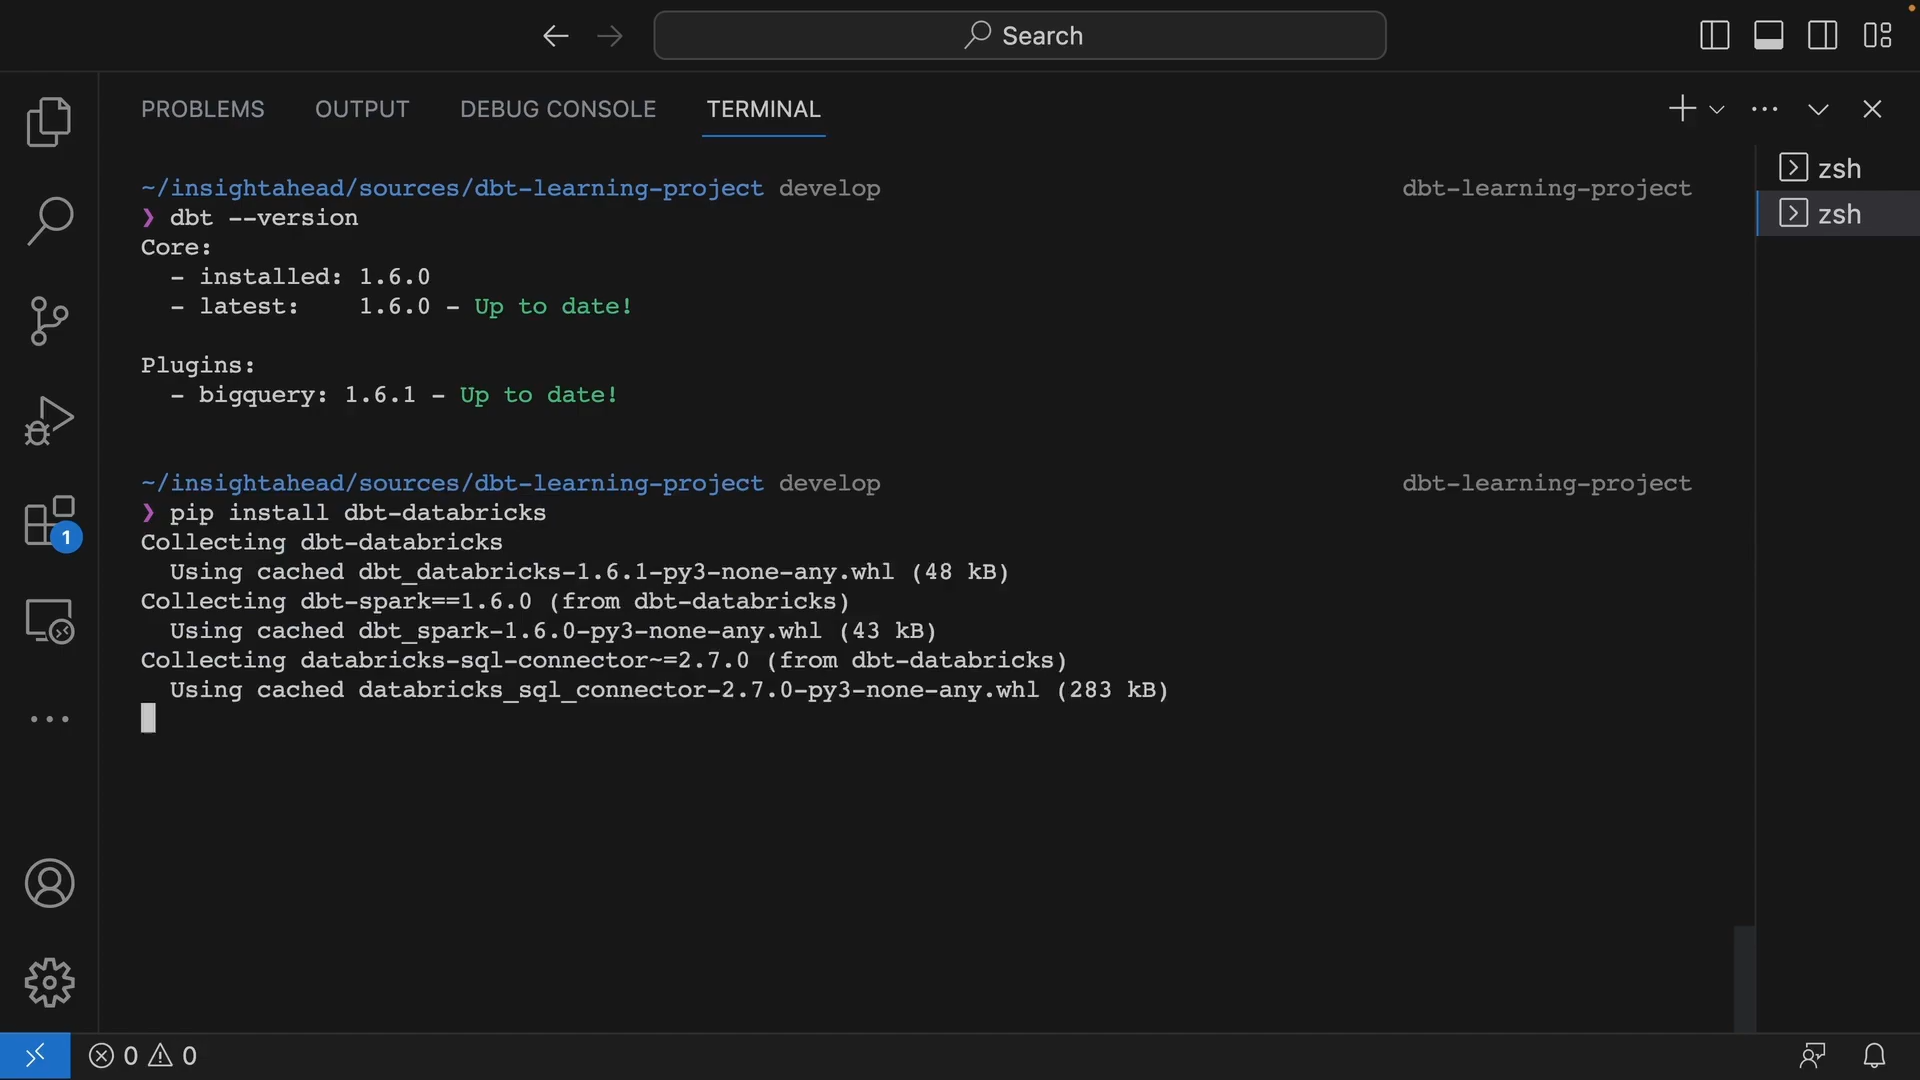 Search
PROBLEMS OUTPUT DEBUG CONSOLE TERMINAL
zsh
zsh
~/insightahead/sources/dbt-learning-project develop dbt-learning-project
❯ dbt --version
Core:
  - installed: 1.6.0
  - latest:    1.6.0 - Up to date!
Plugins:
  - bigquery: 1.6.1 - Up to date!
~/insightahead/sources/dbt-learning-project develop dbt-learning-project
❯ pip install dbt-databricks
Collecting dbt-databricks
  Using cached dbt_databricks-1.6.1-py3-none-any.whl (48 kB)
Collecting dbt-spark==1.6.0 (from dbt-databricks)
  Using cached dbt_spark-1.6.0-py3-none-any.whl (43 kB)
Collecting databricks-sql-connector~=2.7.0 (from dbt-databricks)
  Using cached databricks_sql_connector-2.7.0-py3-none-any.whl (283 kB)
1
0 0